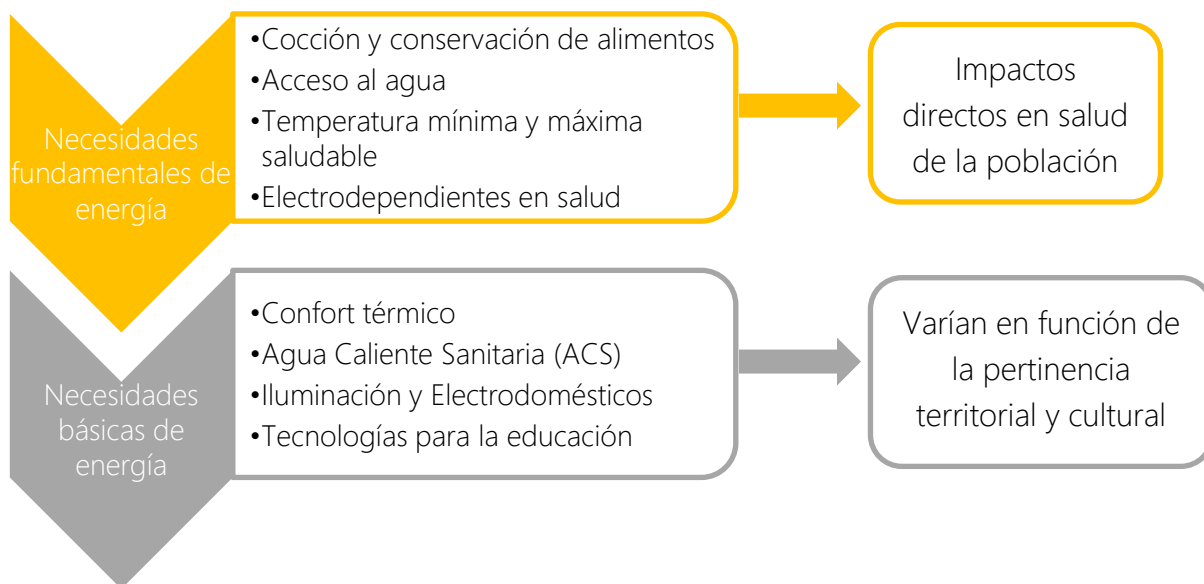 Necesidades
fundamentales de
energía
•Cocción y conservación de alimentos
•Acceso al agua
•Temperatura mínima y máxima
saludable
•Electrodependientes en salud
Impactos
directos en salud
de la población
Necesidades
básicas de
energía
•Confort térmico
•Agua Caliente Sanitaria (ACS)
•Iluminación y Electrodomésticos
•Tecnologías para la educación
Varían en función de
la pertinencia
territorial y cultural